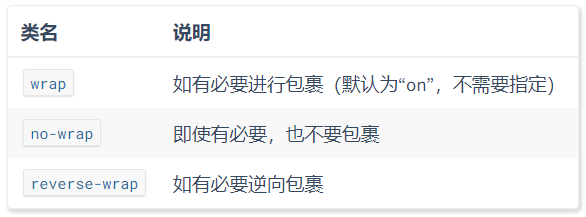 类名 说明
wrap 如有必要进行包裹（默认为“on”，不需要指定）
no-wrap 即使有必要，也不要包裹
reverse-wrap 如有必要逆向包裹